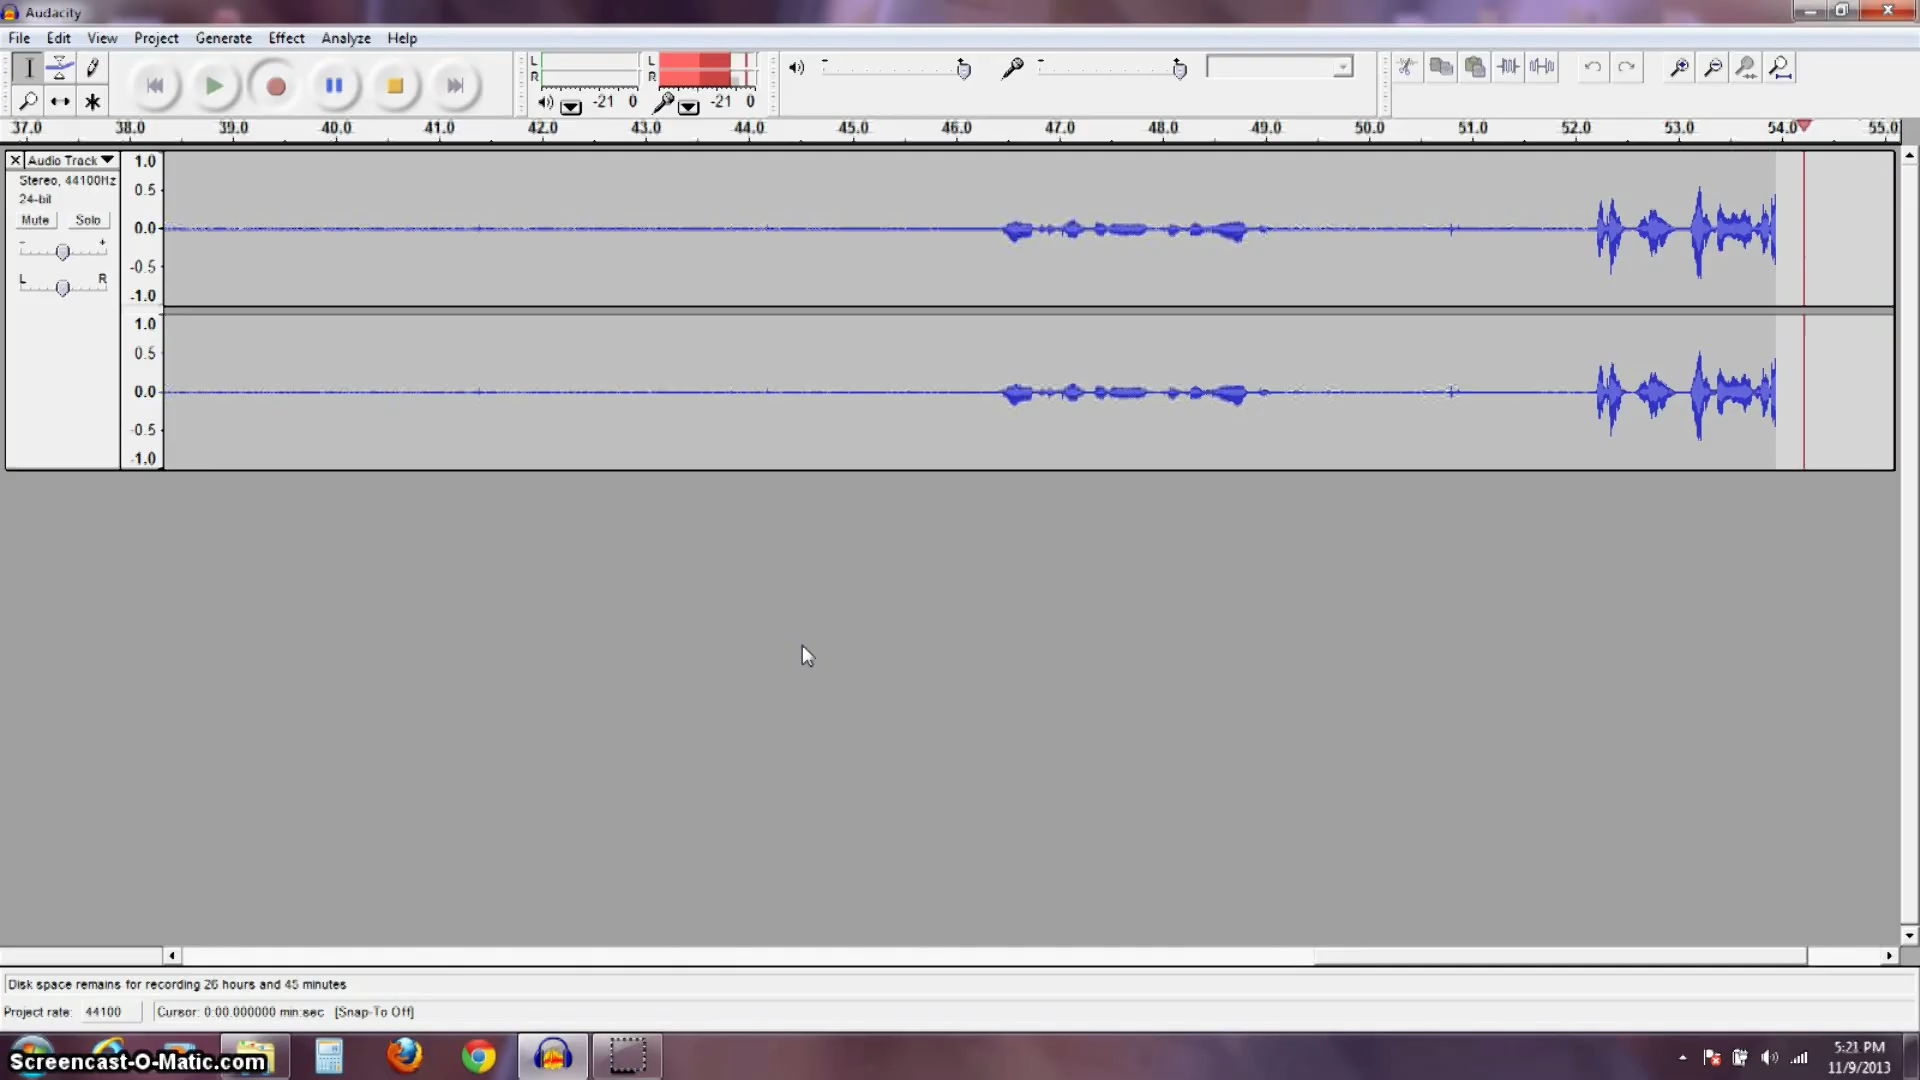 Audacity
File Edit View Project Generate Effect Analyze Help
L R L R
-21 0 -21 0
37.0 38.0 39.0 40.0 41.0 42.0 43.0 44.0 45.0 46.0 47.0 48.0 49.0 50.0 51.0 52.0 53.0 54.0 55.0
Audio Track
Stereo, 44100Hz
24-bit
Mute Solo
- +
L R
1.0
0.5
0.0
-0.5
-1.0
1.0
0.5
0.0
-0.5
-1.0
Disk space remains for recording 26 hours and 45 minutes
Project rate: 44100 Cursor: 0:00.000000 min:sec [Snap-To Off]
Screencast-O-Matic.com
5:21 PM
11/9/2013